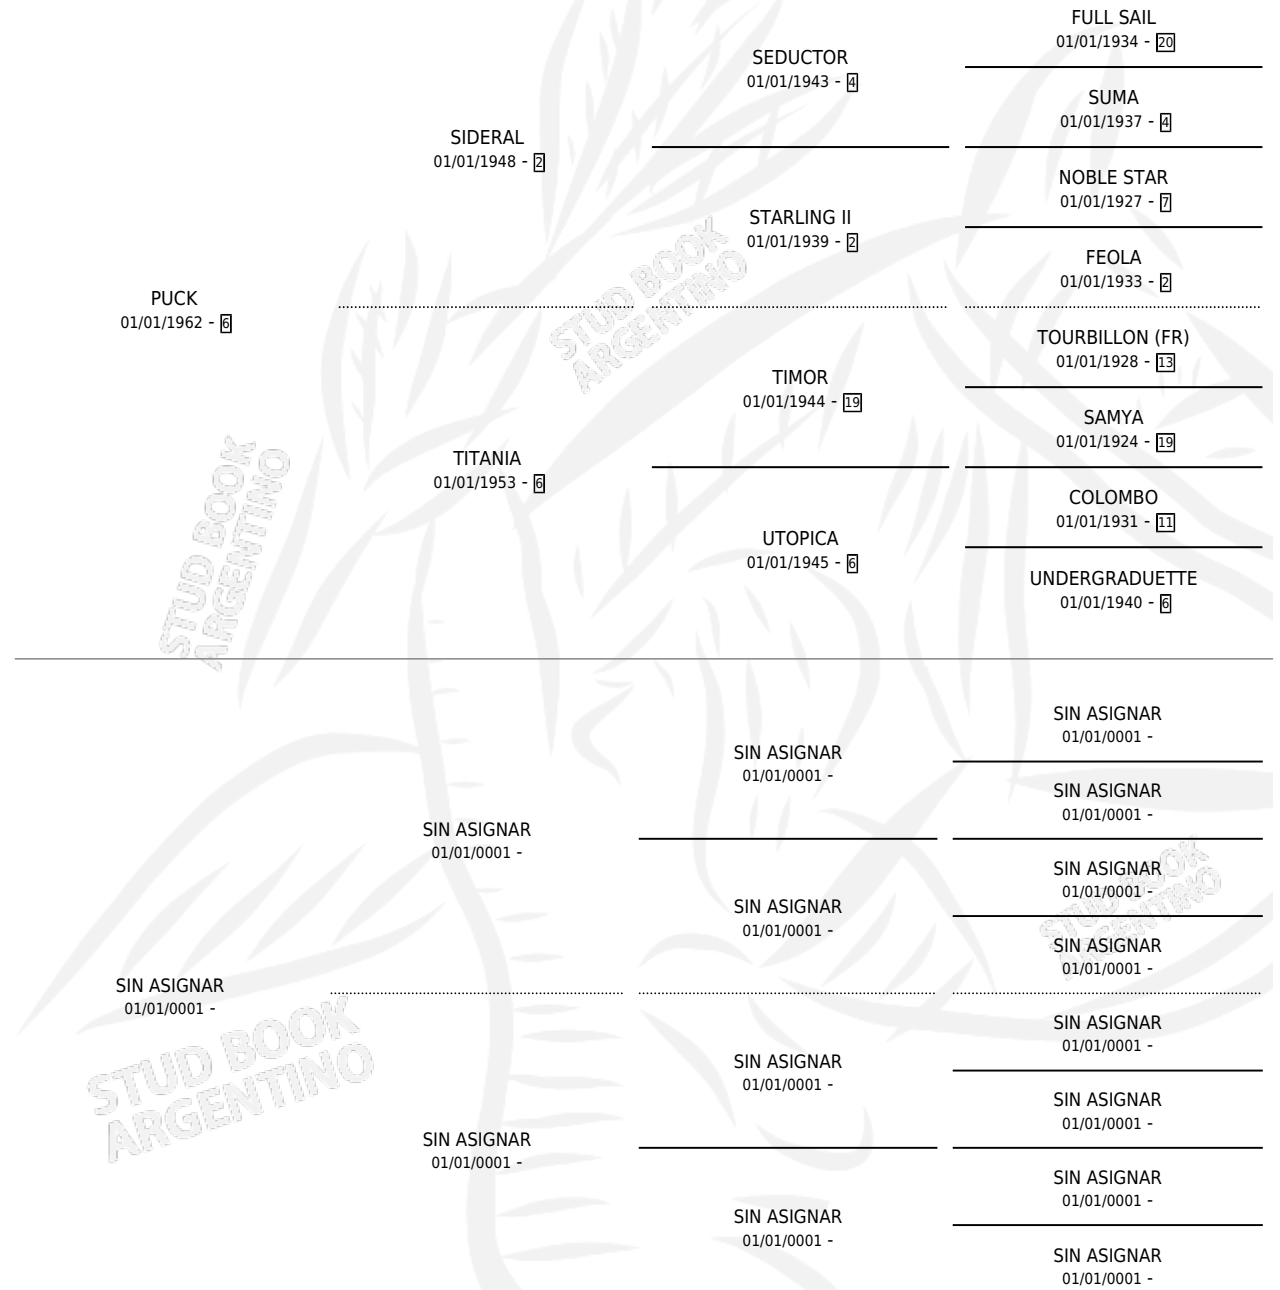 FULL SAIL
01/01/1934 - 20
SEDUCTOR
01/01/1943 - 4
SUMA
01/01/1937 - 4
SIDERAL
01/01/1948 - 2
NOBLE STAR
01/01/1927 - 7
STARLING II
01/01/1939 - 2
FEOLA
01/01/1933 - 2
PUCK
01/01/1962 - 6
TOURBILLON (FR)
01/01/1928 - 13
TIMOR
01/01/1944 - 19
SAMYA
01/01/1924 - 19
TITANIA
01/01/1953 - 6
COLOMBO
01/01/1931 - 11
UTOPICA
01/01/1945 - 6
UNDERGRADUETTE
01/01/1940 - 6
STUD BOOK
ARGENTINO
STUD BOOK
ARGENTINO
SIN ASIGNAR
01/01/0001 -
SIN ASIGNAR
01/01/0001 -
SIN ASIGNAR
01/01/0001 -
SIN ASIGNAR
01/01/0001 -
SIN ASIGNAR
01/01/0001 -
SIN ASIGNAR
01/01/0001 -
SIN ASIGNAR
01/01/0001 -
SIN ASIGNAR
01/01/0001 -
SIN ASIGNAR
01/01/0001 -
SIN ASIGNAR
01/01/0001 -
SIN ASIGNAR
01/01/0001 -
SIN ASIGNAR
01/01/0001 -
SIN ASIGNAR
01/01/0001 -
SIN ASIGNAR
01/01/0001 -
SIN ASIGNAR
01/01/0001 -
STUD BOOK
ARGENTINO
STUD BOOK
ARGENTINO